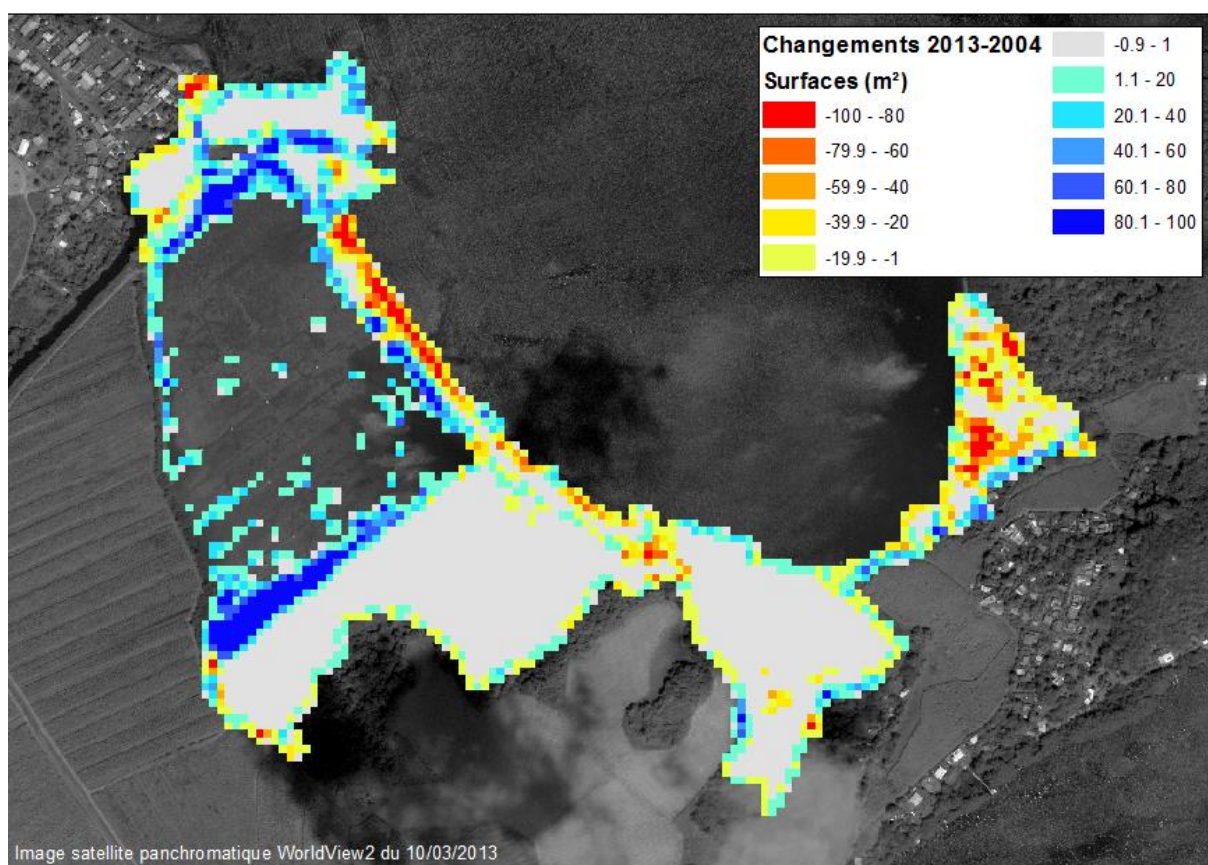 Changements 2013-2004
Surfaces (m²)
-100 - -80
-79.9 - -60
-59.9 - -40
-39.9 - -20
-19.9 - -1
-0.9 - 1
1.1 - 20
20.1 - 40
40.1 - 60
60.1 - 80
80.1 - 100
Image satellite panchromatique WorldView2 du 10/03/2013